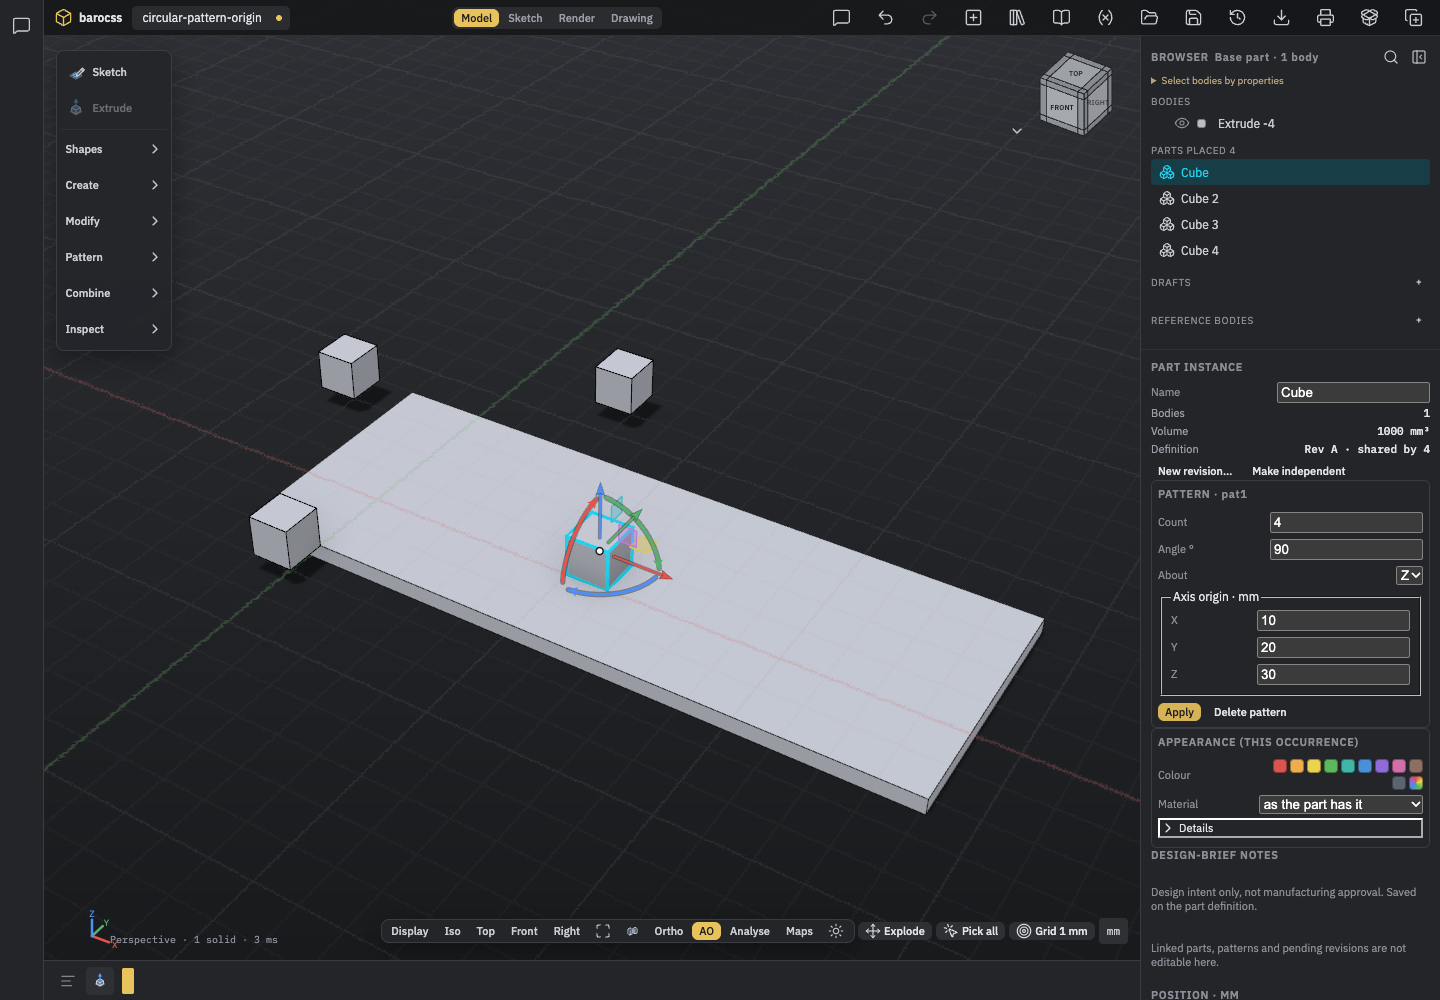 barocss
circular-pattern-origin
Model
Sketch
Render
Drawing
Sketch
Extrude
Shapes
Create
Modify
Pattern
Combine
Inspect
TOP
FRONT
RIGHT
BROWSER Base part · 1 body
Select bodies by properties
BODIES
Extrude -4
PARTS PLACED 4
Cube
Cube 2
Cube 3
Cube 4
DRAFTS +
REFERENCE BODIES +
PART INSTANCE
Name Cube
Bodies 1
Volume 1000 mm³
Definition Rev A · shared by 4
New revision... Make independent
PATTERN · pat1
Count 4
Angle ° 90
About Z
Axis origin · mm
X 10
Y 20
Z 30
Apply Delete pattern
APPEARANCE (THIS OCCURRENCE)
Colour
Material as the part has it
Details
DESIGN-BRIEF NOTES
Design intent only, not manufacturing approval. Saved
on the part definition.
Linked parts, patterns and pending revisions are not
editable here.
POSITION · MM
Z
Y
X
Perspective · 1 solid · 3 ms
Display Iso Top Front Right Ortho AO Analyse Maps Explode Pick all Grid 1 mm mm